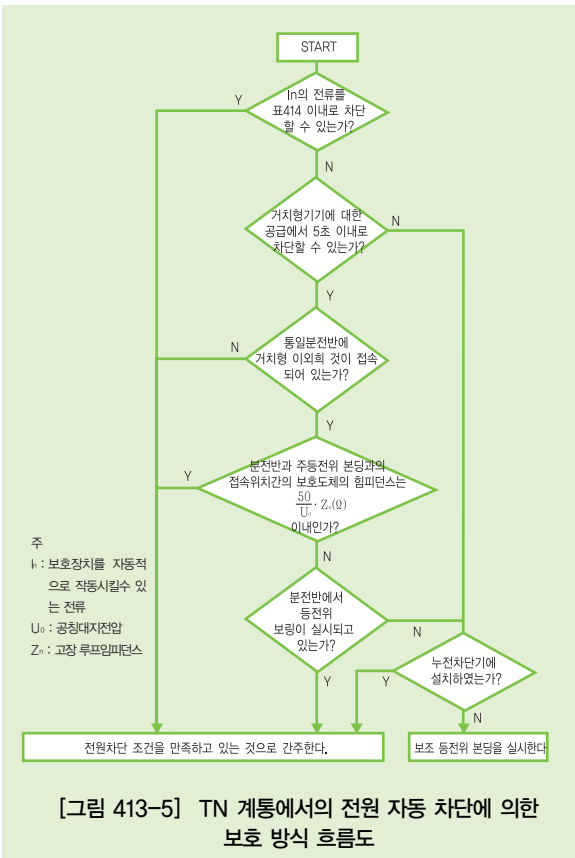 START
In의 전류를
표414 이내로 차단
할 수 있는가?
Y
N
거치형기기에 대한
공급에서 5초 이내로
차단할 수 있는가?
N
Y
통일분전반에
거치형 이외희 것이 접속
되어 있는가?
N
Y
분전반과 주등전위 본딩과의
접속위치간의 보호도체의 힘피던스는
50/U₀ · Zₛ(Ω)
이내인가?
Y
N
주
Iₙ : 보호장치를 자동적
으로 작동시킬수 있
는 전류
U₀ : 공칭대지전압
Zₙ : 고장 루프임피던스
분전반에서
등전위
보링이 실시되고
있는가?
N
Y
누전차단기에
설치하였는가?
Y
N
전원차단 조건을 만족하고 있는 것으로 간주한다.
보조 등전위 본딩을 실시한다
[그림 413-5] TN 계통에서의 전원 자동 차단에 의한
보호 방식 흐름도